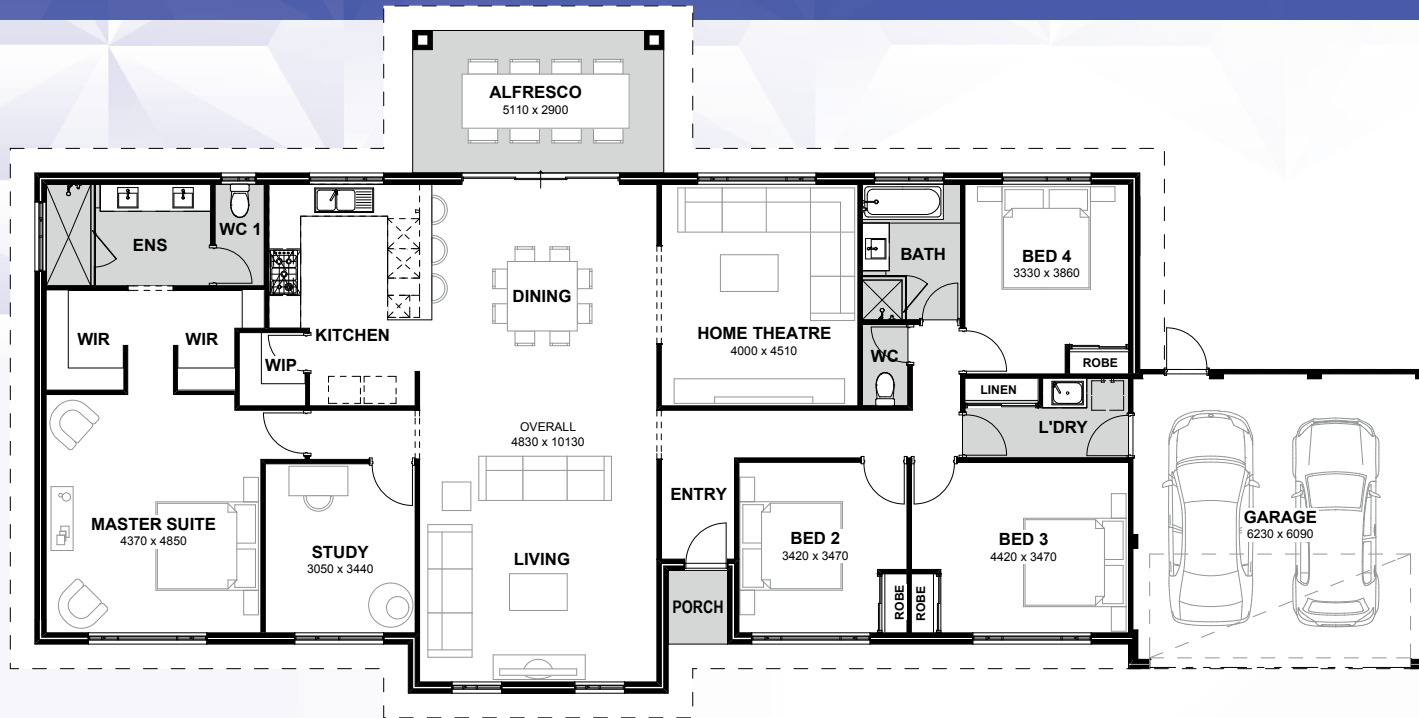 ALFRESCO
5110 x 2900
ENS
WC 1
WIR
WIR
KITCHEN
WIP
DINING
HOME THEATRE
4000 x 4510
BATH
WC
BED 4
3330 x 3860
ROBE
LINEN
L'DRY
OVERALL
4830 x 10130
MASTER SUITE
4370 x 4850
STUDY
3050 x 3440
LIVING
ENTRY
PORCH
BED 2
3420 x 3470
ROBE
ROBE
BED 3
4420 x 3470
GARAGE
6230 x 6090